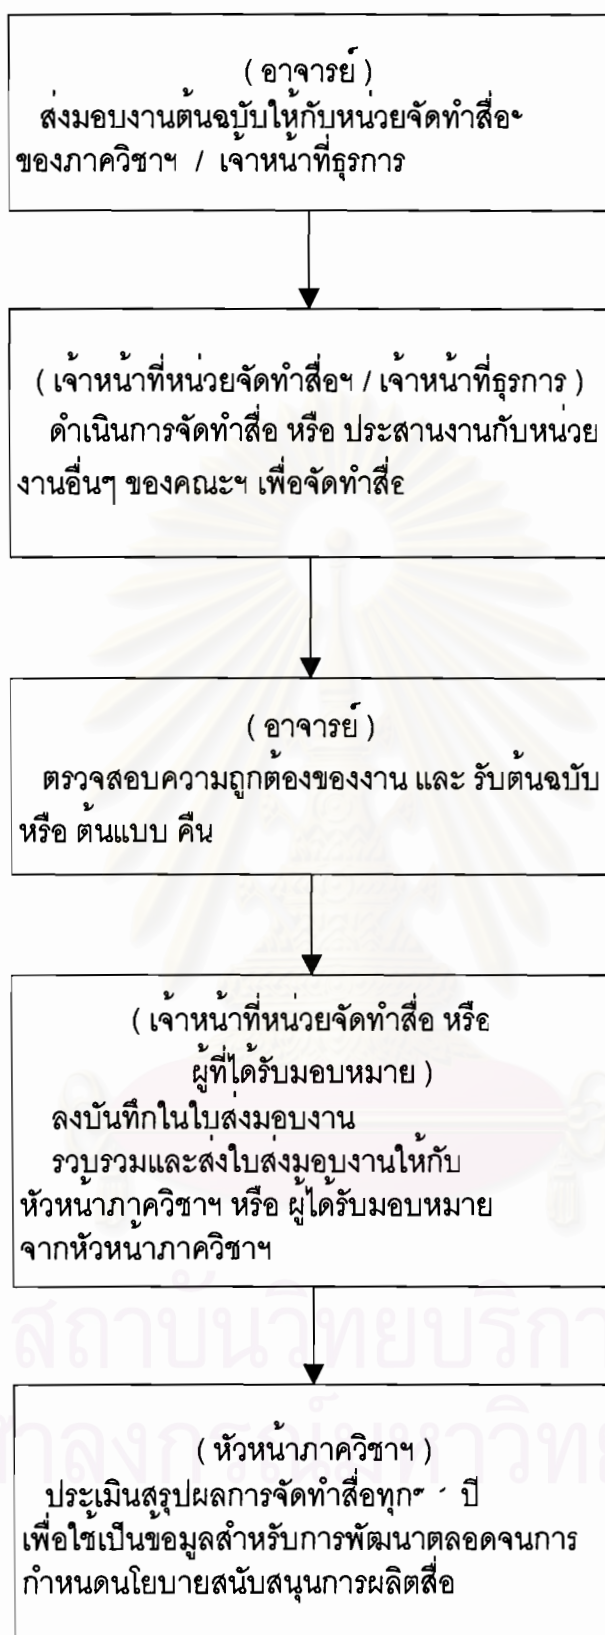 ( อาจารย์ )
ส่งมอบงานต้นฉบับให้กับหน่วยจัดทำสื่อฯ
ของภาควิชาฯ / เจ้าหน้าที่ธุรการ
( เจ้าหน้าที่หน่วยจัดทำสื่อฯ / เจ้าหน้าที่ธุรการ )
ดำเนินการจัดทำสื่อ หรือ ประสานงานกับหน่วย
งานอื่นๆ ของคณะฯ เพื่อจัดทำสื่อ
( อาจารย์ )
ตรวจสอบความถูกต้องของงาน และ รับต้นฉบับ
หรือ ต้นแบบ คืน
( เจ้าหน้าที่หน่วยจัดทำสื่อ หรือ
ผู้ที่ได้รับมอบหมาย )
ลงบันทึกในใบส่งมอบงาน
รวบรวมและส่งใบส่งมอบงานให้กับ
หัวหน้าภาควิชาฯ หรือ ผู้ได้รับมอบหมาย
จากหัวหน้าภาควิชาฯ
สถาบันวิทยบริกา
( หัวหน้าภาควิชาฯ )
ประเมินสรุปผลการจัดทำสื่อทุก ปี
เพื่อใช้เป็นข้อมูลสำหรับการพัฒนาตลอดจนการ
กำหนดนโยบายสนับสนุนการผลิตสื่อ